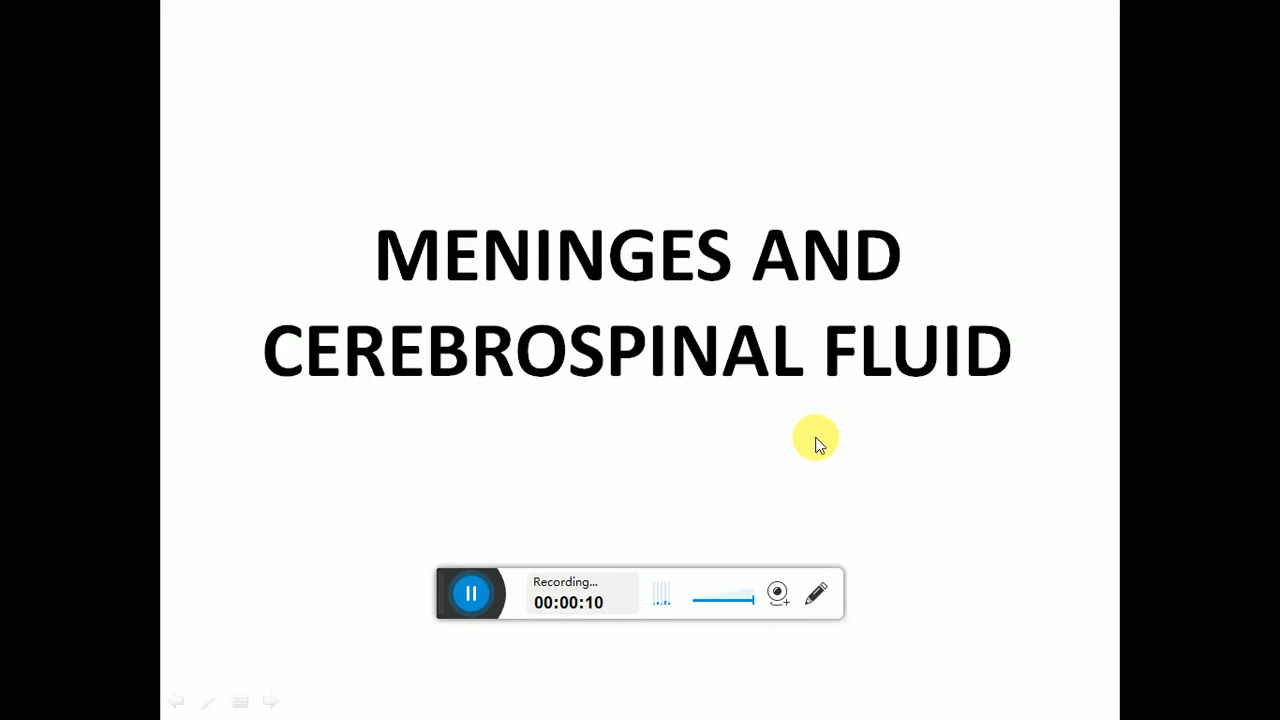 MENINGES AND
CEREBROSPINAL FLUID
Recording...
00:00:10